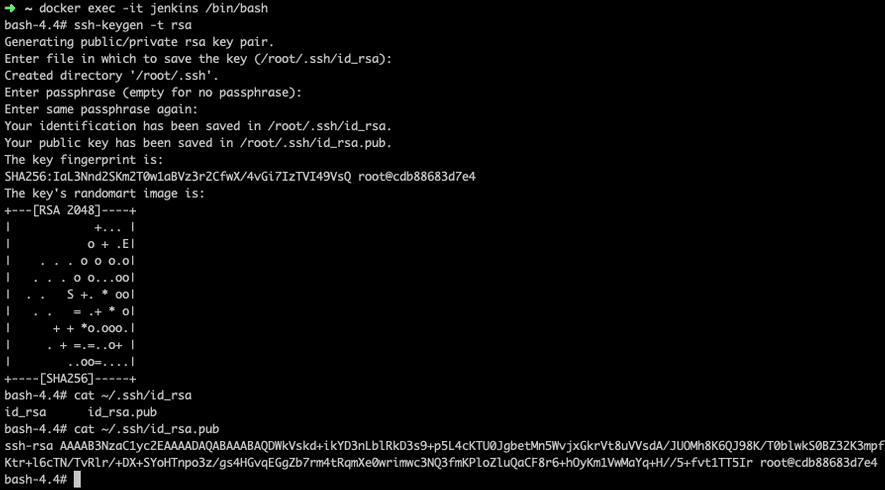 ➜ ~ docker exec -it jenkins /bin/bash
bash-4.4# ssh-keygen -t rsa
Generating public/private rsa key pair.
Enter file in which to save the key (/root/.ssh/id_rsa):
Created directory '/root/.ssh'.
Enter passphrase (empty for no passphrase):
Enter same passphrase again:
Your identification has been saved in /root/.ssh/id_rsa.
Your public key has been saved in /root/.ssh/id_rsa.pub.
The key fingerprint is:
SHA256:IaL3Nnd2SKm2T0w1aBVz3r2CfwX/4vGi7IzTVI49VsQ root@cdb88683d7e4
The key's randomart image is:
+---[RSA 2048]----+
|            +... |
|           o + .E|
|    . . . o o o.o|
|   . . . o o...oo|
|  . .   S +. * oo|
|   . .   = .+ * o|
|      + + *o.ooo.|
|     . + =.=..o+ |
|        ..oo=....|
+----[SHA256]-----+
bash-4.4# cat ~/.ssh/id_rsa
id_rsa      id_rsa.pub
bash-4.4# cat ~/.ssh/id_rsa.pub
ssh-rsa AAAAB3NzaC1yc2EAAAADAQABAAABAQDWkVskd+ikYD3nLblRkD3s9+p5L4cKTU0JgbetMn5WvjxGkrVt8uVVsdA/JUOMh8K6QJ98K/T0blwkS0BZ32K3mpf
Ktr+l6cTN/TvRlr/+DX+SYoHTnpo3z/gs4HGvqEGgZb7rm4tRqmXe0wrimwc3NQ3fmKPloZluQaCF8r6+hOyKm1VwMaYq+H//5+fvt1TT5Ir root@cdb88683d7e4
bash-4.4#